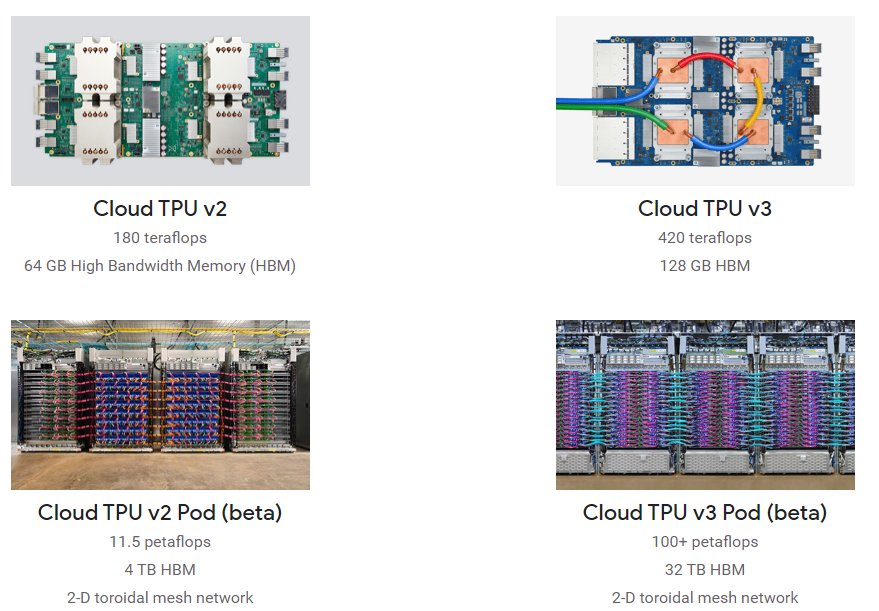 Cloud TPU v2
180 teraflops
64 GB High Bandwidth Memory (HBM)
Cloud TPU v3
420 teraflops
128 GB HBM
Cloud TPU v2 Pod (beta)
11.5 petaflops
4 TB HBM
2-D toroidal mesh network
Cloud TPU v3 Pod (beta)
100+ petaflops
32 TB HBM
2-D toroidal mesh network